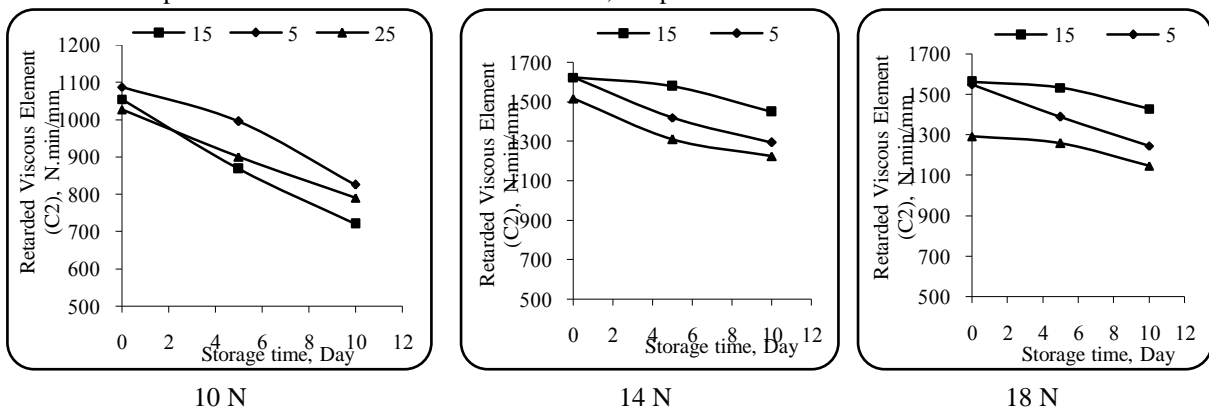 15 5 25
1200
1100
1000
900
800
700
600
500
Retarded Viscous Element
(C2), N.min/mm
0 2 4 6 8 10 12
Storage time, Day
10 N
15 5
1700
1500
1300
1100
900
700
500
Retarded Viscous Element
(C2), N.min/mm
0 2 4 6 8 10 12
Storage time, Day
14 N
15 5
1700
1500
1300
1100
900
700
500
Retarded Viscous Element
(C2), N.min/mm
0 2 4 6 8 10 12
Storage time, Day
18 N